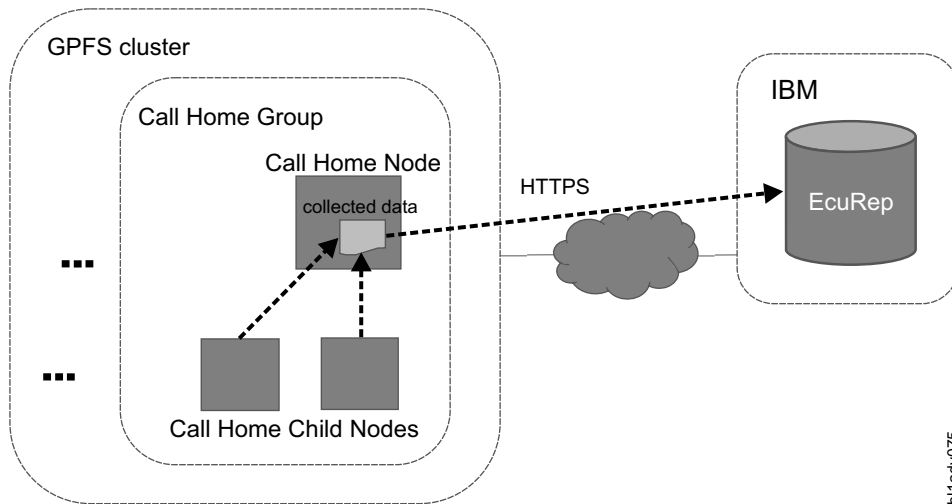 GPFS cluster
Call Home Group
Call Home Node
collected data
Call Home Child Nodes
HTTPS
IBM
EcuRep